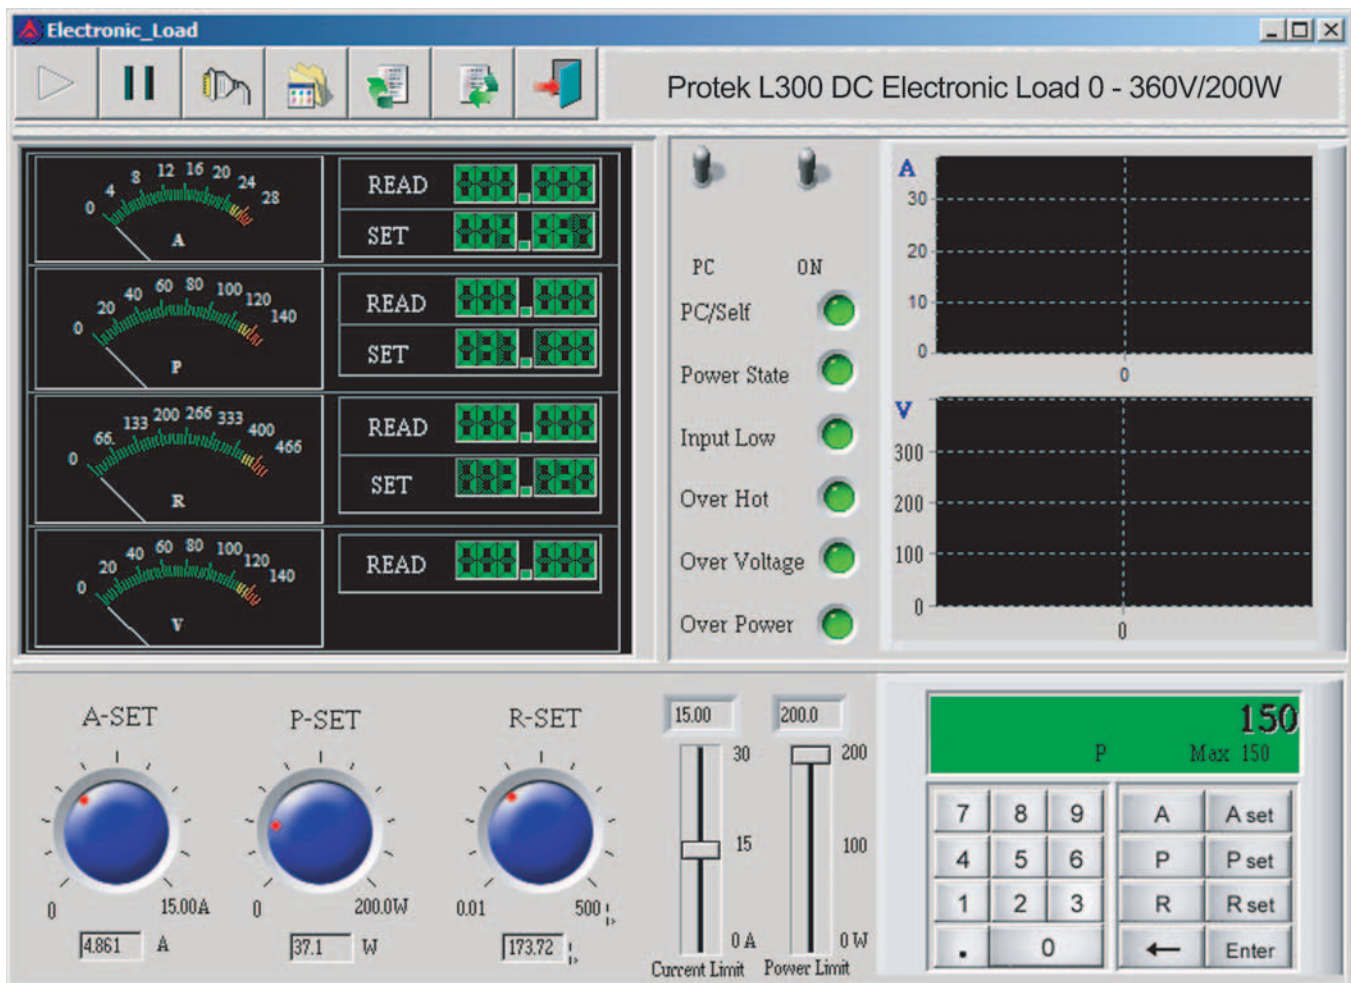 Electronic_Load
Protek L300 DC Electronic Load 0 - 360V/200W
0 4 8 12 16 20 24 28
A
READ
SET
0 20 40 60 80 100 120 140
P
READ
SET
0 66 133 200 266 333 400 466
R
READ
SET
0 20 40 60 80 100 120 140
V
READ
PC ON
PC/Self
Power State
Input Low
Over Hot
Over Voltage
Over Power
A
30
20
10
0
0
V
300
200
100
0
0
A-SET
0 15.00A
4.861 A
P-SET
0 200.0W
37.1 W
R-SET
0.01 500
173.72
15.00
30
15
0 A
Current Limit
200.0
200
100
0 W
Power Limit
150
P Max 150
7 8 9 A A set
4 5 6 P P set
1 2 3 R R set
. 0 ← Enter